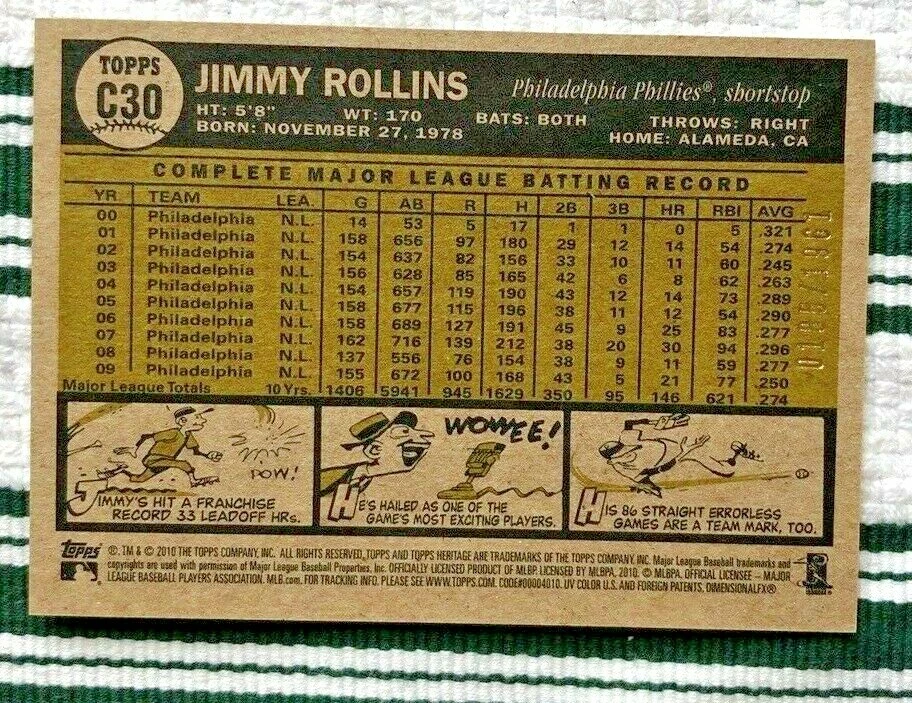 TOPPS
C30
JIMMY ROLLINS
Philadelphia Phillies®, shortstop
HT: 5'8" WT: 170 BATS: BOTH THROWS: RIGHT
BORN: NOVEMBER 27, 1978 HOME: ALAMEDA, CA
COMPLETE MAJOR LEAGUE BATTING RECORD
YR TEAM LEA. G AB R H 2B 3B HR RBI AVG
00 Philadelphia N.L. 14 53 5 17 1 1 0 5 .321
01 Philadelphia N.L. 158 656 97 180 29 12 14 54 .274
02 Philadelphia N.L. 154 637 82 156 33 10 11 60 .245
03 Philadelphia N.L. 156 628 85 165 42 6 8 62 .263
04 Philadelphia N.L. 154 657 119 190 43 12 14 73 .289
05 Philadelphia N.L. 158 677 115 196 38 11 12 54 .290
06 Philadelphia N.L. 158 689 127 191 45 9 25 83 .277
07 Philadelphia N.L. 162 716 139 212 38 20 30 94 .296
08 Philadelphia N.L. 137 556 76 154 38 9 11 59 .277
09 Philadelphia N.L. 155 672 100 168 43 5 21 77 .250
Major League Totals 10 Yrs. 1406 5941 945 1629 350 95 146 621 .274
POW!
JIMMY'S HIT A FRANCHISE
RECORD 33 LEADOFF HRs.
WOWEE!
HE'S HAILED AS ONE OF THE
GAME'S MOST EXCITING PLAYERS.
HIS 86 STRAIGHT ERRORLESS
GAMES ARE A TEAM MARK, TOO.
topps
®, TM & © 2010 THE TOPPS COMPANY, INC. ALL RIGHTS RESERVED, TOPPS AND TOPPS HERITAGE ARE TRADEMARKS OF THE TOPPS COMPANY, INC. Major League Baseball trademarks and
copyrights are used with permission of Major League Baseball Properties, Inc. OFFICIALLY LICENSED PRODUCT OF MLBP. LICENSED BY MLBPA, 2010. © MLBPA. OFFICIAL LICENSEE – MAJOR
LEAGUE BASEBALL PLAYERS ASSOCIATION. MLB.com. FOR TRACKING INFO. PLEASE SEE WWW.TOPPS.COM. CODE#00004010. UV COLOR U.S. AND FOREIGN PATENTS, DIMENSIONALFX®.